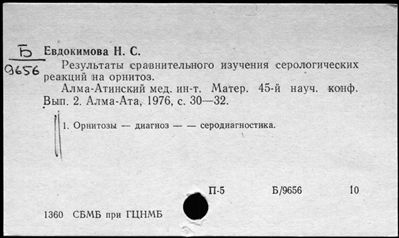 Б
9656
Евдокимова Н. С.
Результаты сравнительного изучения серологических
реакций на орнитоз.
Алма-Атинский мед. ин-т. Матер. 45-й науч. конф.
Вып. 2. Алма-Ата, 1976, с. 30—32.
1. Орнитозы — диагноз — — серодиагностика.
П-5 Б/9656 10
1360 СБМБ при ГЦНМБ